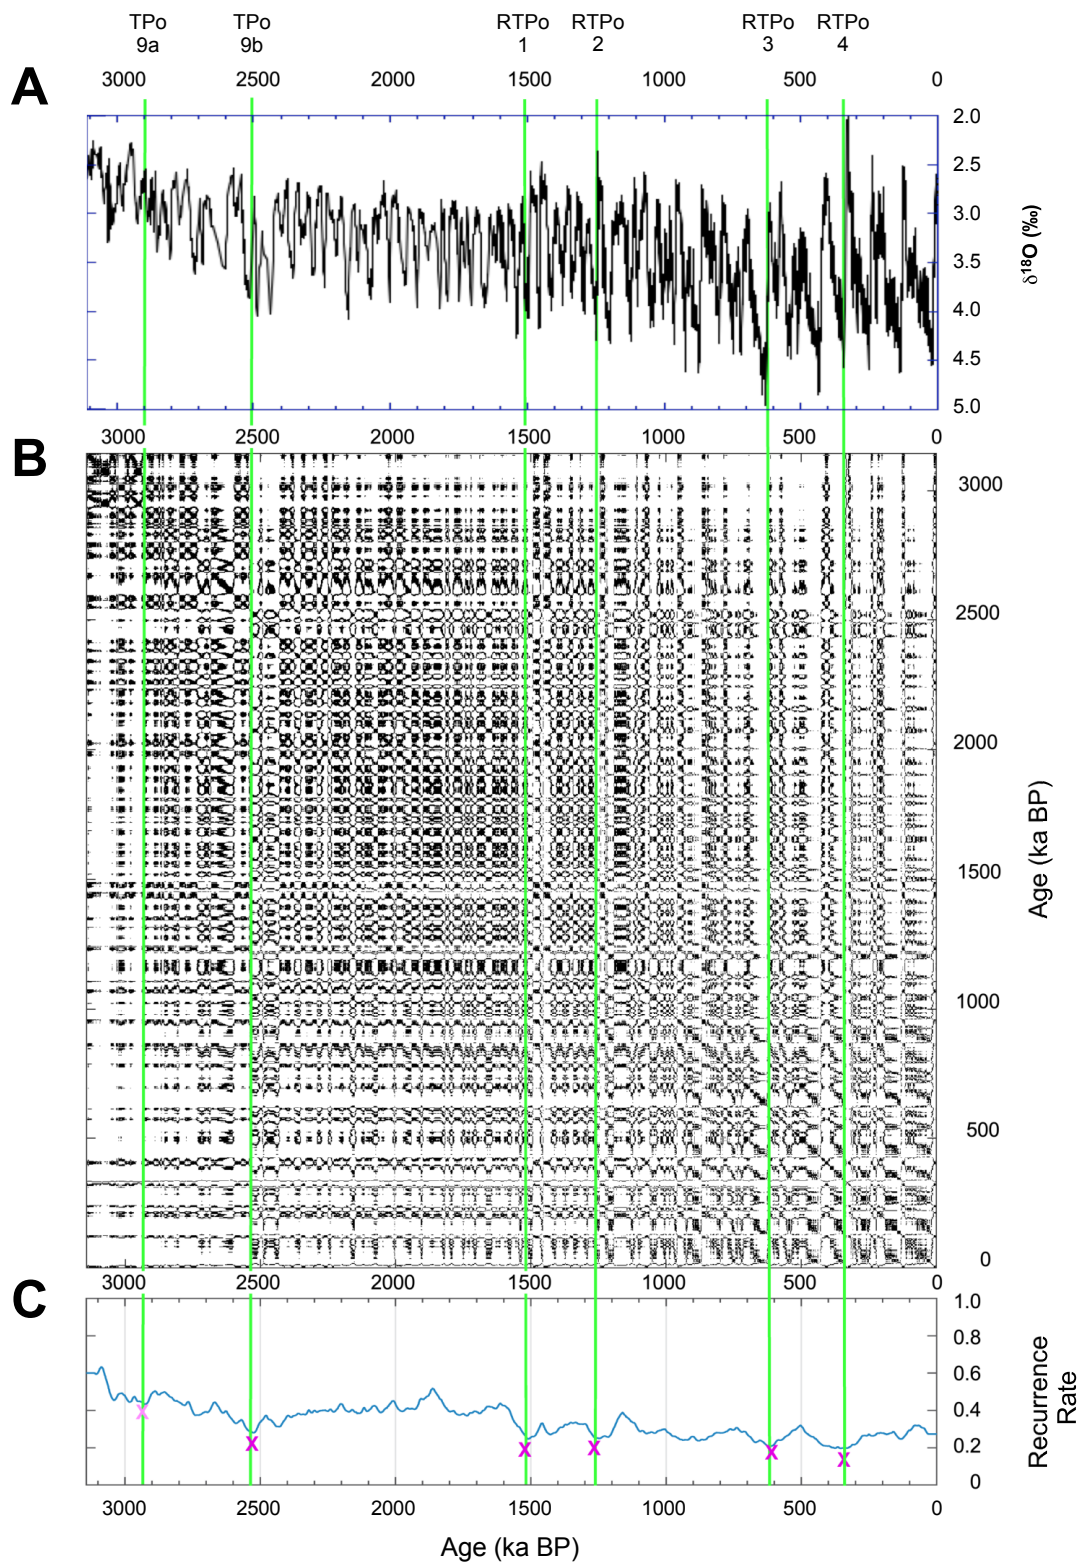 TPo TPo RTPo RTPo RTPo RTPo
9a 9b 1 2 3 4
A
3000 2500 2000 1500 1000 500 0
2.0
2.5
3.0
3.5
4.0
4.5
5.0
δ¹⁸O (‰)
B
3000 2500 2000 1500 1000 500 0
3000
2500
2000
1500
1000
500
0
Age (ka BP)
3000 2500 2000 1500 1000 500 0
C
1.0
0.8
0.6
0.4
0.2
0
Recurrence
Rate
X X X X X X
3000 2500 2000 1500 1000 500 0
Age (ka BP)